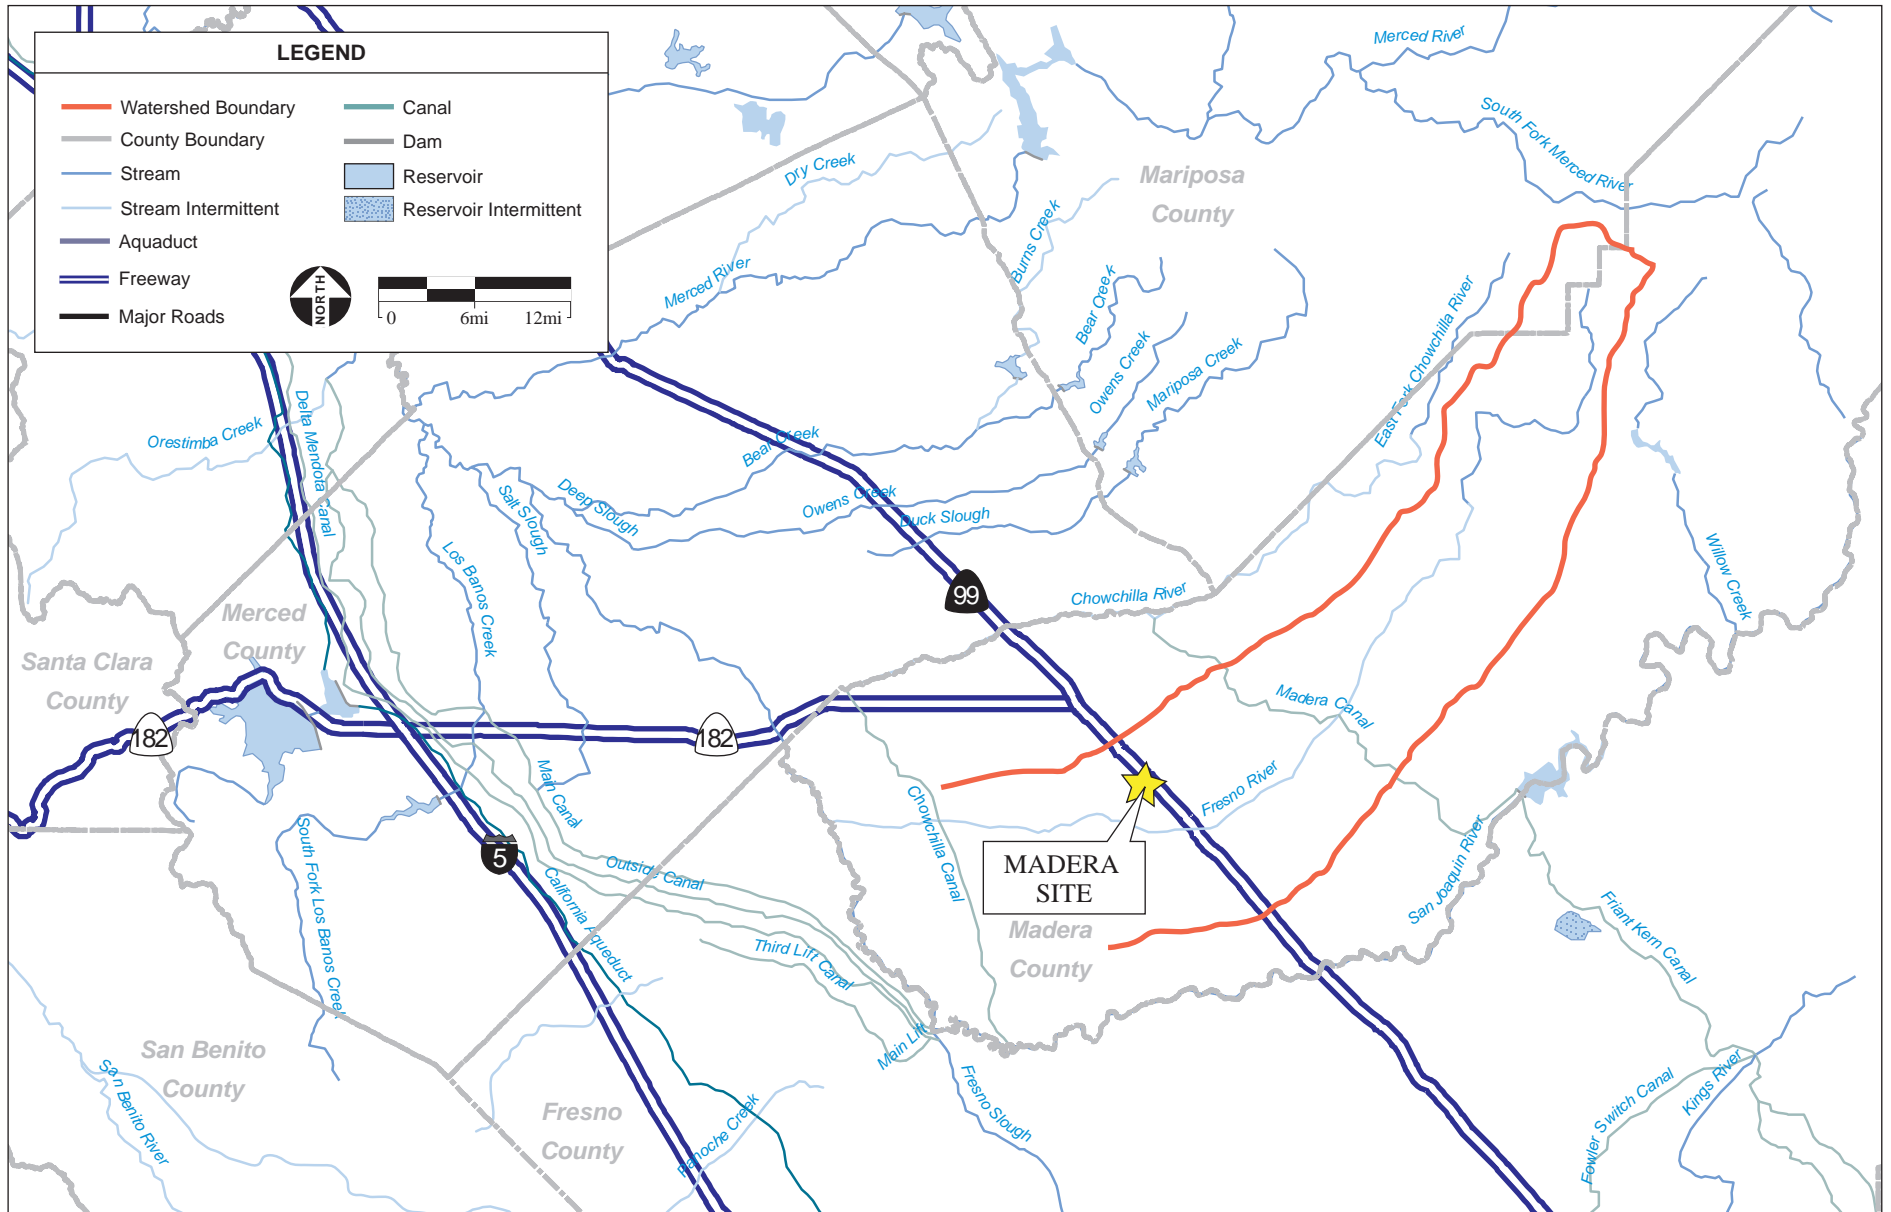 LEGEND
Watershed Boundary
County Boundary
Stream
Stream Intermittent
Aquaduct
Freeway
Major Roads
Canal
Dam
Reservoir
Reservoir Intermittent
NORTH
0 6mi 12mi
Merced River
South Fork Merced River
Dry Creek
Mariposa
County
Burns Creek
Merced River
Bear Creek
Owens Creek
Mariposa Creek
East Fork Chowchilla River
Orestimba Creek
Delta Mendota Canal
Bear Creek
Deep Slough
Salt Slough
Owens Creek
Duck Slough
Los Banos Creek
Willow Creek
99
Chowchilla River
Merced
County
Santa Clara
County
Madera Canal
182
182
Main Canal
Chowchilla Canal
Fresno River
San Joaquin River
5
South Fork Los Banos Creek
Outside Canal
California Aqueduct
MADERA
SITE
Madera
County
Friant Kern Canal
Third Lift Canal
Main Lift
San Benito
County
San Benito River
Fresno
County
Panoche Creek
Fresno Slough
Fowler Switch Canal
Kings River